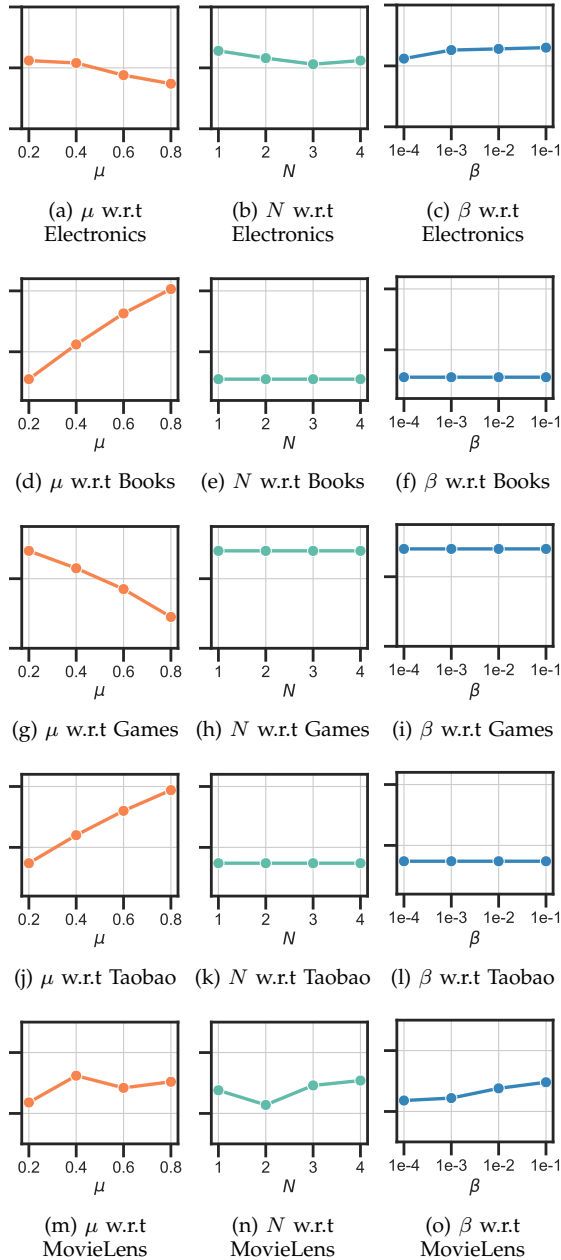 0.2 0.4 0.6 0.8
μ
1 2 3 4
N
1e-4 1e-3 1e-2 1e-1
β
(a) μ w.r.t
Electronics
(b) N w.r.t
Electronics
(c) β w.r.t
Electronics
0.2 0.4 0.6 0.8
μ
1 2 3 4
N
1e-4 1e-3 1e-2 1e-1
β
(d) μ w.r.t Books
(e) N w.r.t Books
(f) β w.r.t Books
0.2 0.4 0.6 0.8
μ
1 2 3 4
N
1e-4 1e-3 1e-2 1e-1
β
(g) μ w.r.t Games
(h) N w.r.t Games
(i) β w.r.t Games
0.2 0.4 0.6 0.8
μ
1 2 3 4
N
1e-4 1e-3 1e-2 1e-1
β
(j) μ w.r.t Taobao
(k) N w.r.t Taobao
(l) β w.r.t Taobao
0.2 0.4 0.6 0.8
μ
1 2 3 4
N
1e-4 1e-3 1e-2 1e-1
β
(m) μ w.r.t
MovieLens
(n) N w.r.t
MovieLens
(o) β w.r.t
MovieLens